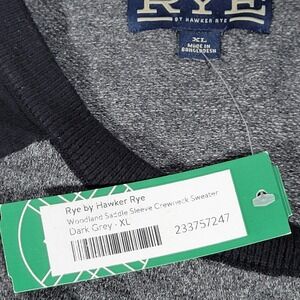 RYE
BY HAWKER RYE
XL
MADE IN
BANGLADESH
Rye by Hawker Rye
Woodland Saddle Sleeve Crewneck Sweater
Dark Grey - XL
233757247